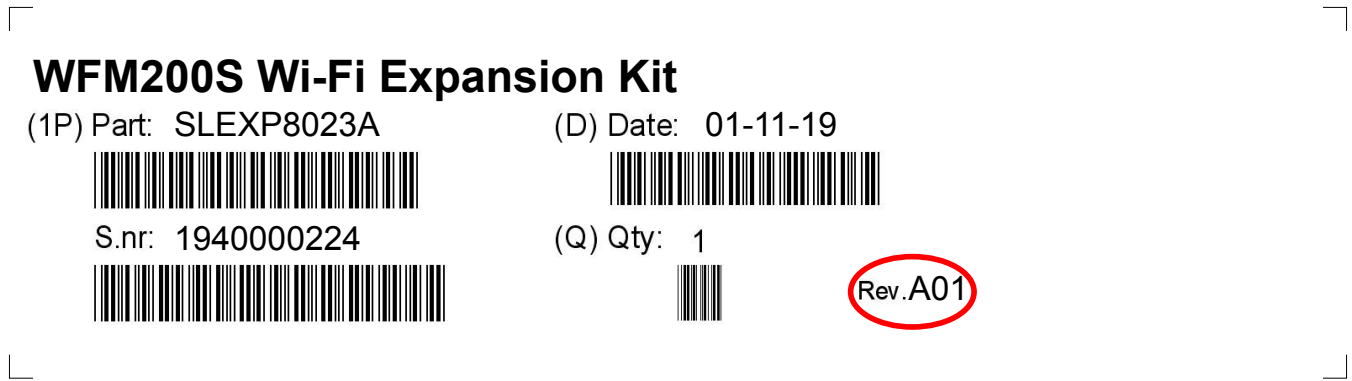 WFM200S Wi-Fi Expansion Kit
(1P) Part: SLEXP8023A (D) Date: 01-11-19
S.nr: 1940000224 (Q) Qty: 1
Rev.A01